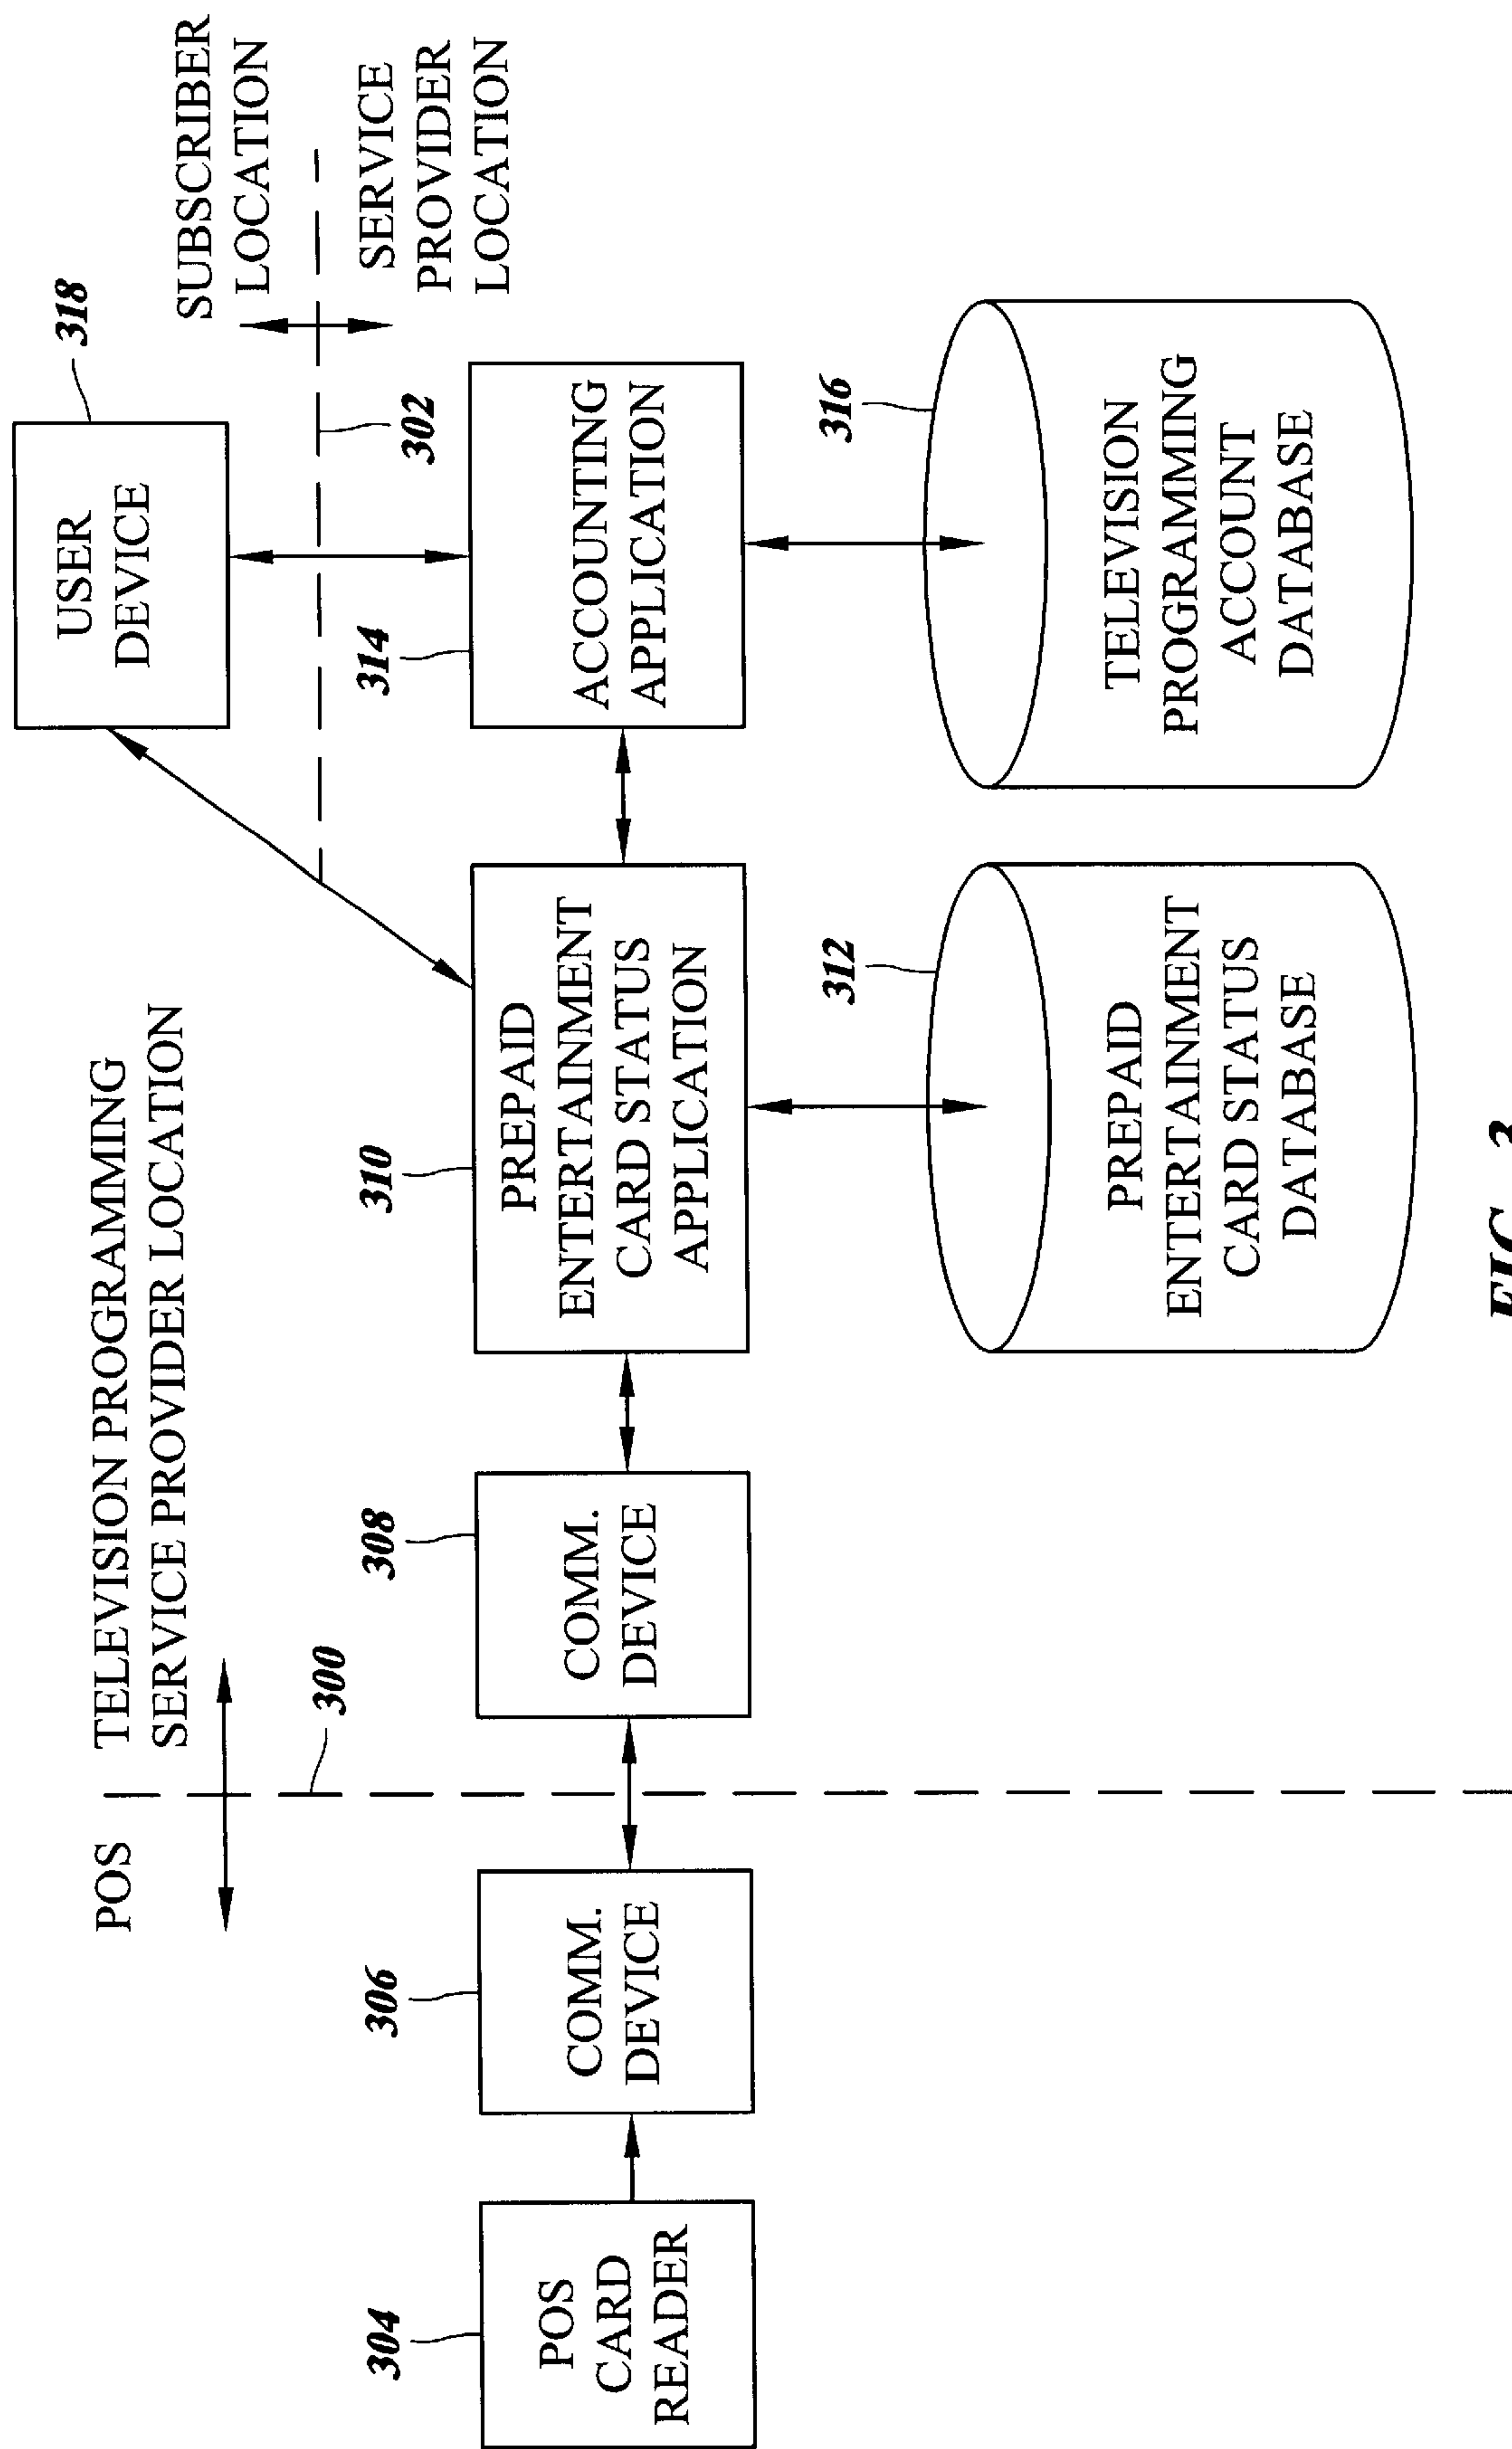 POS
TELEVISION PROGRAMMING
SERVICE PROVIDER LOCATION
300
SUBSCRIBER
LOCATION
SERVICE
PROVIDER
LOCATION
302
318
USER
DEVICE
304
POS
CARD
READER
306
COMM.
DEVICE
308
COMM.
DEVICE
310
PREPAID
ENTERTAINMENT
CARD STATUS
APPLICATION
314
ACCOUNTING
APPLICATION
312
PREPAID
ENTERTAINMENT
CARD STATUS
DATABASE
316
TELEVISION
PROGRAMMING
ACCOUNT
DATABASE
FIG. 3